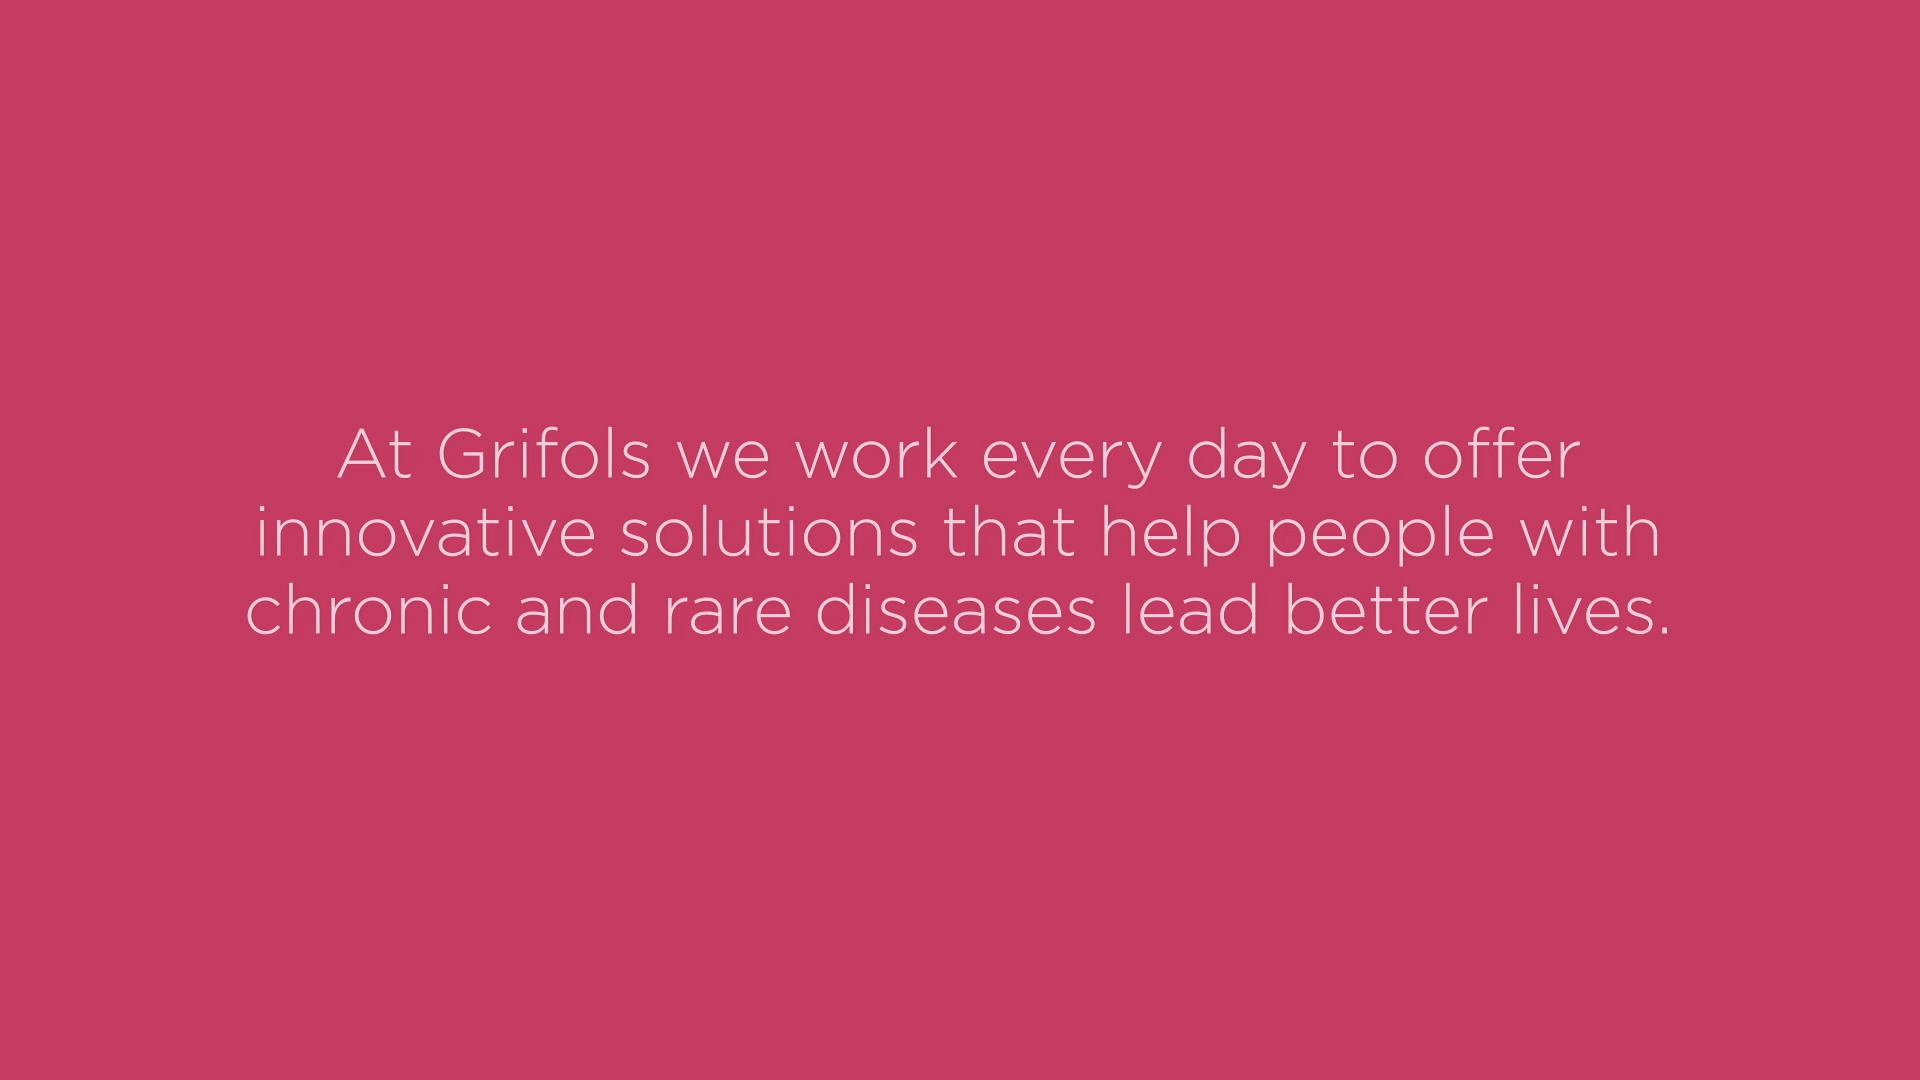 At Grifols we work every day to offer
innovative solutions that help people with
chronic and rare diseases lead better lives.